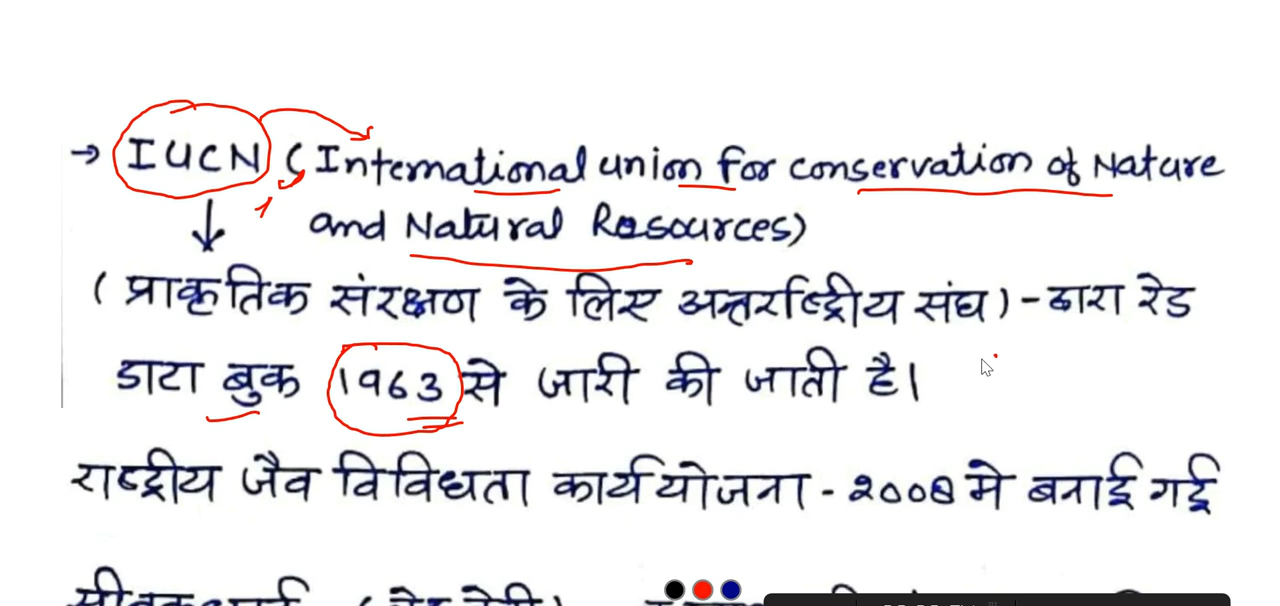 → IUCN (International union for conservation of Nature
and Natural Resources)
(प्राकृतिक संरक्षण के लिए अन्तर्राष्ट्रीय संघ) - द्वारा रेड
डाटा बुक 1963 से जारी की जाती है।
राष्ट्रीय जैव विविधता कार्य योजना - 2008 मे बनाई गई